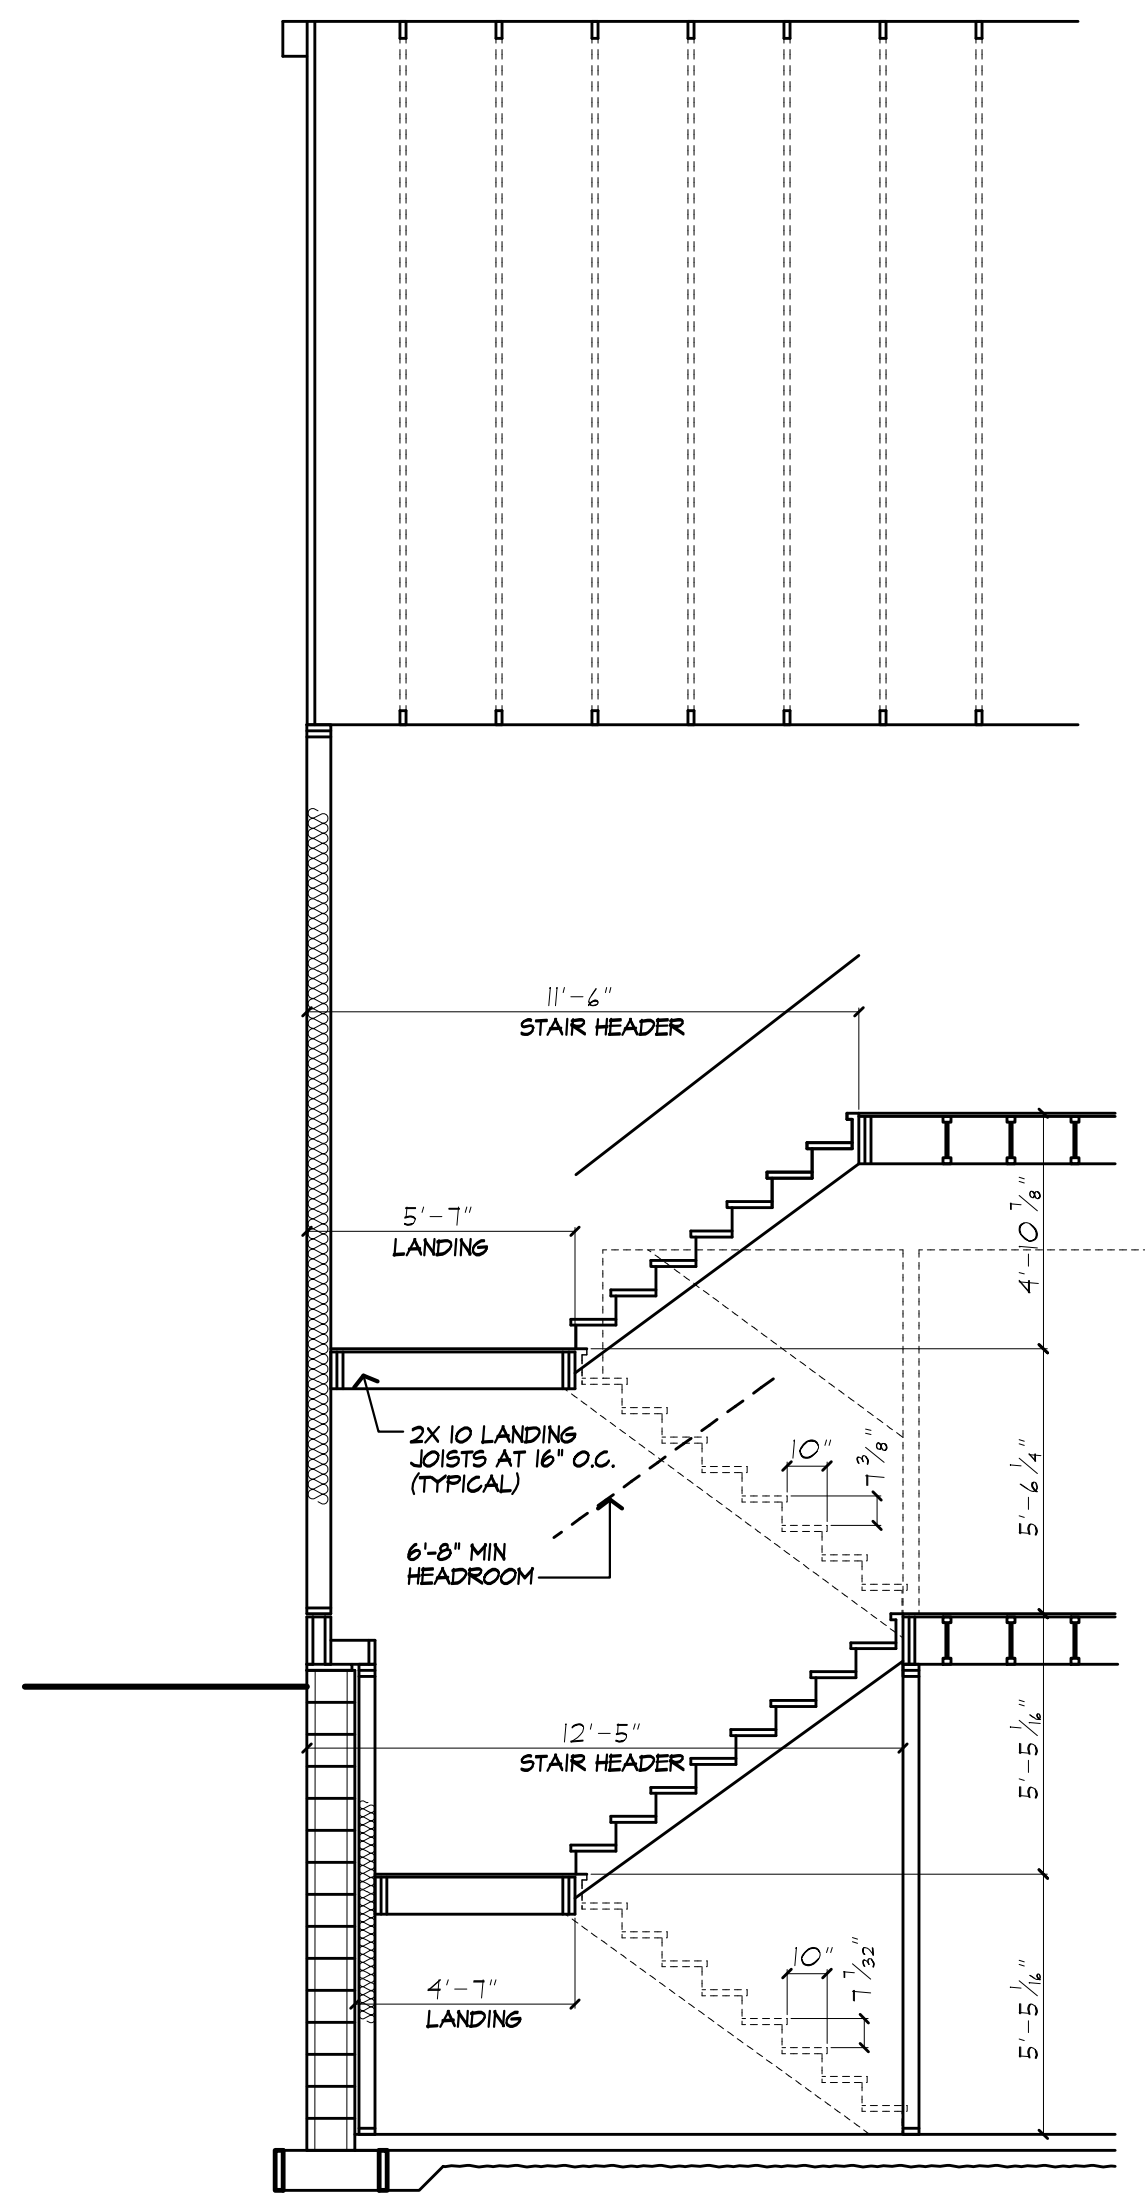 11'-6"
STAIR HEADER
5'-7"
LANDING
4'-10 7/8"
2X 10 LANDING
JOISTS AT 16" O.C.
(TYPICAL)
10"
7 3/8"
5'-6 1/4"
6'-8" MIN
HEADROOM
12'-5"
STAIR HEADER
5'-5 1/16"
10"
7 7/32"
4'-7"
LANDING
5'-5 1/16"